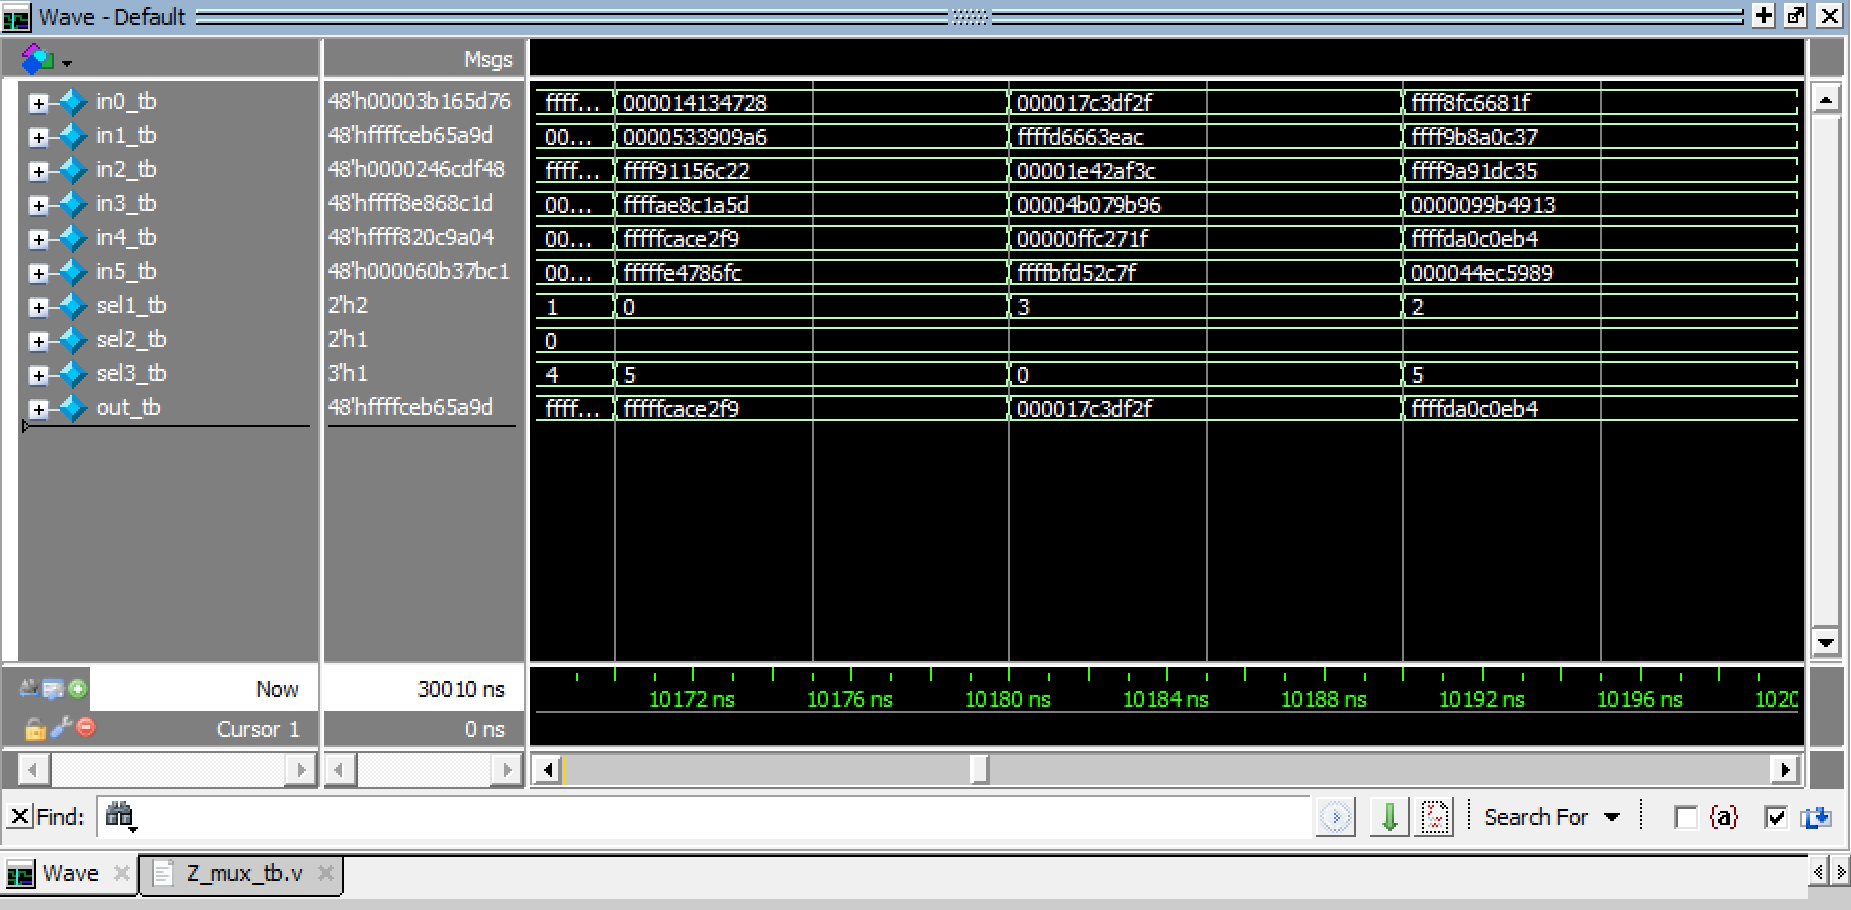 Wave - Default
Msgs
in0_tb 48'h00003b165d76 ffff... 000014134728 000017c3df2f ffff8fc6681f
in1_tb 48'hffffceb65a9d 00... 0000533909a6 ffffd6663eac ffff9b8a0c37
in2_tb 48'h0000246cdf48 ffff... ffff91156c22 00001e42af3c ffff9a91dc35
in3_tb 48'hffff8e868c1d 00... ffffae8c1a5d 00004b079b96 0000099b4913
in4_tb 48'hffff820c9a04 00... fffffcace2f9 00000ffc271f ffffda0c0eb4
in5_tb 48'h000060b37bc1 00... fffffe4786fc ffffbfd52c7f 000044ec5989
sel1_tb 2'h2 1 0 3 2
sel2_tb 2'h1 0
sel3_tb 3'h1 4 5 0 5
out_tb 48'hffffceb65a9d ffff... fffffcace2f9 000017c3df2f ffffda0c0eb4
Now 30010 ns 10172 ns 10176 ns 10180 ns 10184 ns 10188 ns 10192 ns 10196 ns 1020
Cursor 1 0 ns
Find: Search For {a}
Wave Z_mux_tb.v